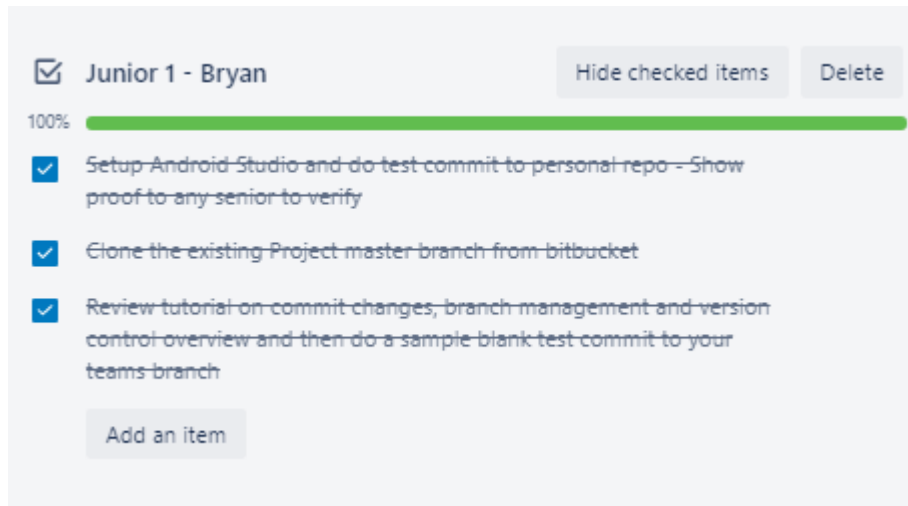 Junior 1 - Bryan
Hide checked items
Delete
100%
Setup Android Studio and do test commit to personal repo - Show
proof to any senior to verify
Clone the existing Project master branch from bitbucket
Review tutorial on commit changes, branch management and version
control overview and then do a sample blank test commit to your
teams branch
Add an item